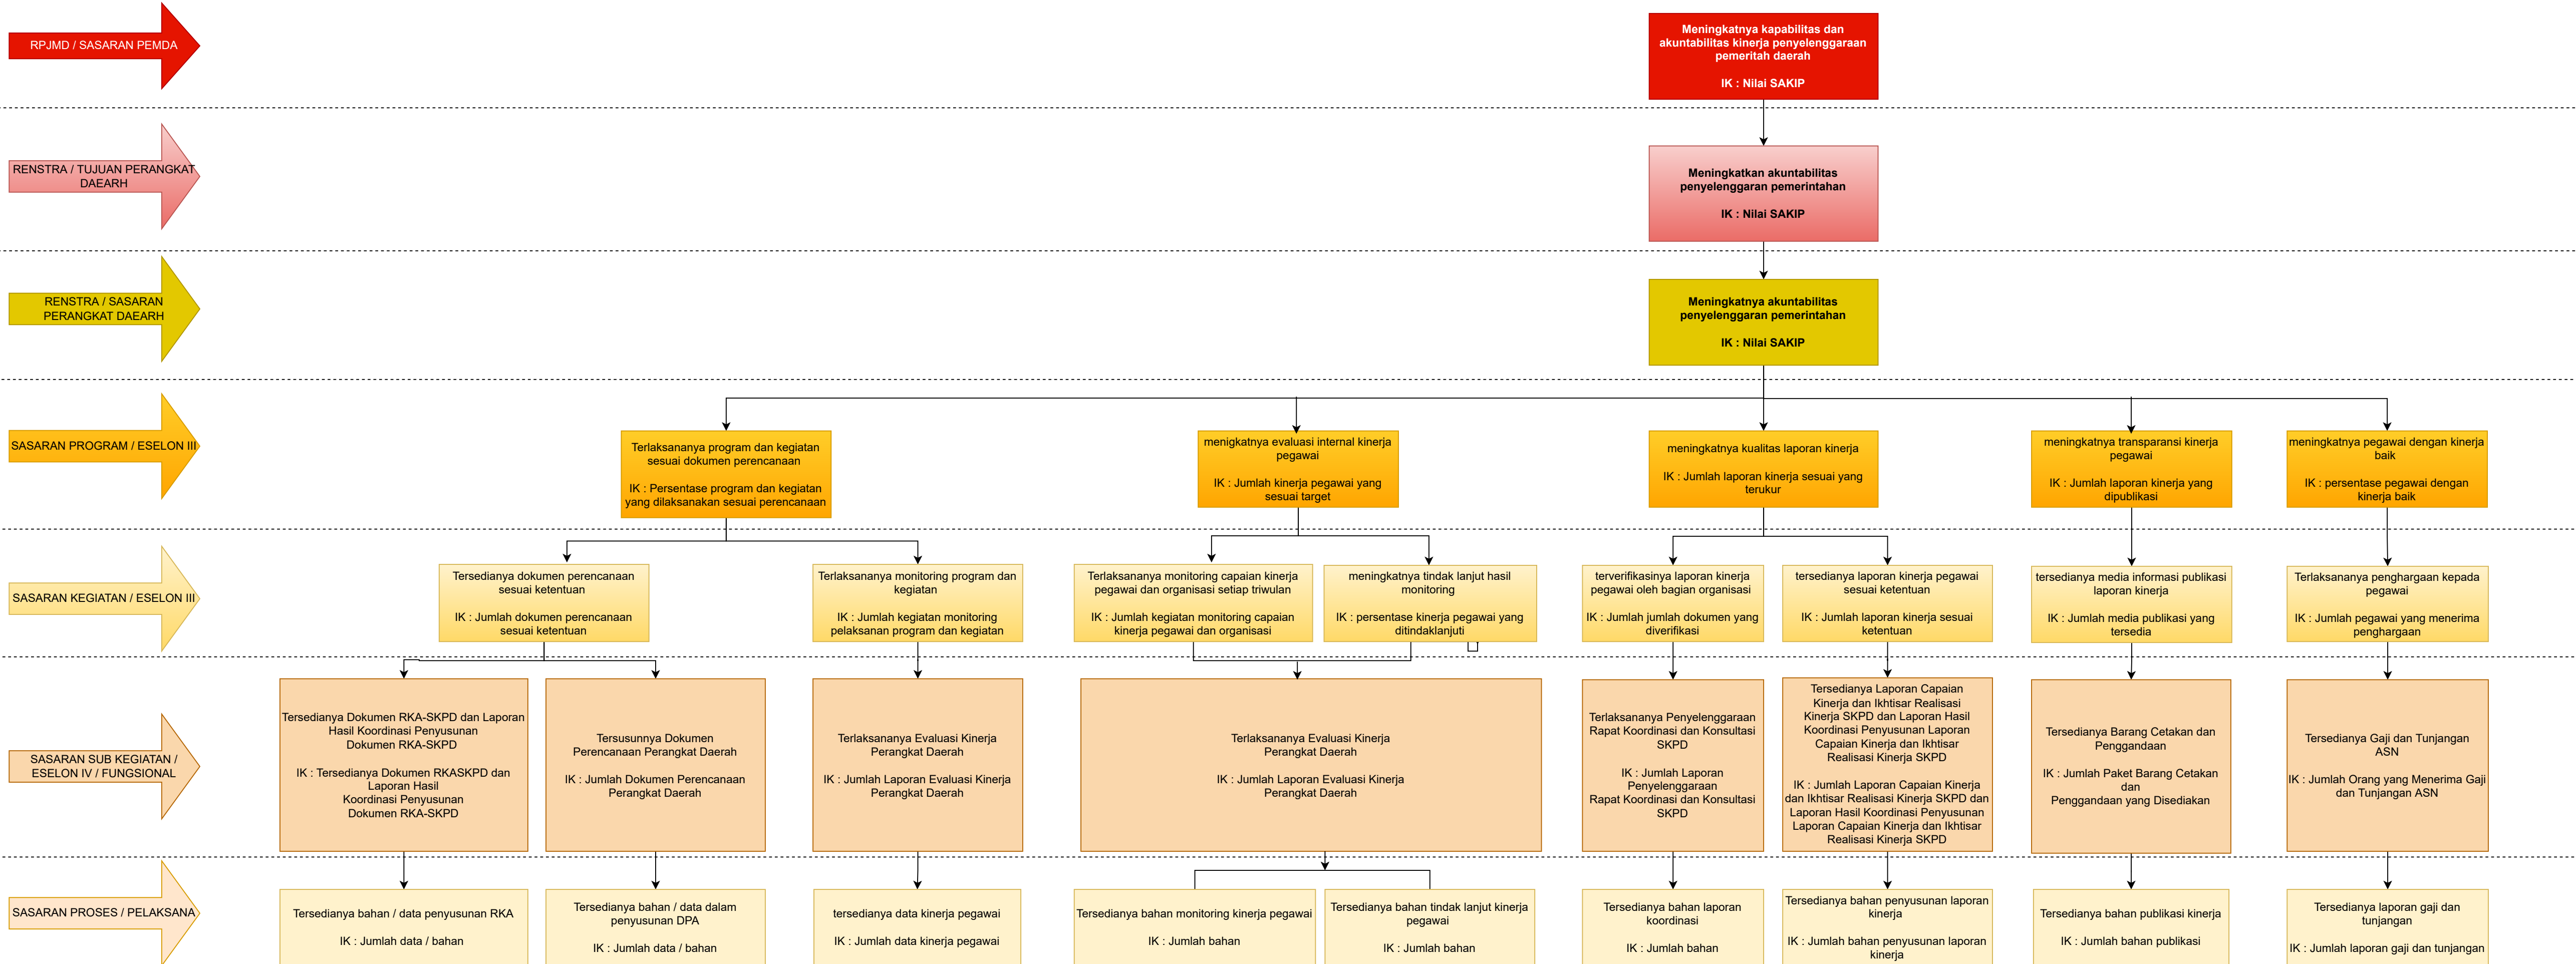 RPJMD / SASARAN PEMDA
Meningkatnya kapabilitas dan
akuntabilitas kinerja penyelenggaraan
pemeritah daerah
IK : Nilai SAKIP
RENSTRA / TUJUAN PERANGKAT
DAEARH
Meningkatkan akuntabilitas
penyelenggaran pemerintahan
IK : Nilai SAKIP
RENSTRA / SASARAN
PERANGKAT DAEARH
Meningkatnya akuntabilitas
penyelenggaran pemerintahan
IK : Nilai SAKIP
SASARAN PROGRAM / ESELON III
Terlaksananya program dan kegiatan
sesuai dokumen perencanaan
IK : Persentase program dan kegiatan
yang dilaksanakan sesuai perencanaan
menigkatnya evaluasi internal kinerja
pegawai
IK : Jumlah kinerja pegawai yang
sesuai target
meningkatnya kualitas laporan kinerja
IK : Jumlah laporan kinerja sesuai yang
terukur
meningkatnya transparansi kinerja
pegawai
IK : Jumlah laporan kinerja yang
dipublikasi
meningkatnya pegawai dengan kinerja
baik
IK : persentase pegawai dengan
kinerja baik
SASARAN KEGIATAN / ESELON III
Tersedianya dokumen perencanaan
sesuai ketentuan
IK : Jumlah dokumen perencanaan
sesuai ketentuan
Terlaksananya monitoring program dan
kegiatan
IK : Jumlah kegiatan monitoring
pelaksanan program dan kegiatan
Terlaksananya monitoring capaian kinerja
pegawai dan organisasi setiap triwulan
IK : Jumlah kegiatan monitoring capaian
kinerja pegawai dan organisasi
meningkatnya tindak lanjut hasil
monitoring
IK : persentase kinerja pegawai yang
ditindaklanjuti
terverifikasinya laporan kinerja
pegawai oleh bagian organisasi
IK : Jumlah jumlah dokumen yang
diverifikasi
tersedianya laporan kinerja pegawai
sesuai ketentuan
IK : Jumlah laporan kinerja sesuai
ketentuan
tersedianya media informasi publikasi
laporan kinerja
IK : Jumlah media publikasi yang
tersedia
Terlaksananya penghargaan kepada
pegawai
IK : Jumlah pegawai yang menerima
penghargaan
SASARAN SUB KEGIATAN /
ESELON IV / FUNGSIONAL
Tersedianya Dokumen RKA-SKPD dan Laporan
Hasil Koordinasi Penyusunan
Dokumen RKA-SKPD
IK : Tersedianya Dokumen RKASKPD dan
Laporan Hasil
Koordinasi Penyusunan
Dokumen RKA-SKPD
Tersusunnya Dokumen
Perencanaan Perangkat Daerah
IK : Jumlah Dokumen Perencanaan
Perangkat Daerah
Terlaksananya Evaluasi Kinerja
Perangkat Daerah
IK : Jumlah Laporan Evaluasi Kinerja
Perangkat Daerah
Terlaksananya Evaluasi Kinerja
Perangkat Daerah
IK : Jumlah Laporan Evaluasi Kinerja
Perangkat Daerah
Terlaksananya Penyelenggaraan
Rapat Koordinasi dan Konsultasi
SKPD
IK : Jumlah Laporan
Penyelenggaraan
Rapat Koordinasi dan Konsultasi
SKPD
Tersedianya Laporan Capaian
Kinerja dan Ikhtisar Realisasi
Kinerja SKPD dan Laporan Hasil
Koordinasi Penyusunan Laporan
Capaian Kinerja dan Ikhtisar
Realisasi Kinerja SKPD
IK : Jumlah Laporan Capaian Kinerja
dan Ikhtisar Realisasi Kinerja SKPD dan
Laporan Hasil Koordinasi Penyusunan
Laporan Capaian Kinerja dan Ikhtisar
Realisasi Kinerja SKPD
Tersedianya Barang Cetakan dan
Penggandaan
IK : Jumlah Paket Barang Cetakan
dan
Penggandaan yang Disediakan
Tersedianya Gaji dan Tunjangan
ASN
IK : Jumlah Orang yang Menerima Gaji
dan Tunjangan ASN
SASARAN PROSES / PELAKSANA
Tersedianya bahan / data penyusunan RKA
IK : Jumlah data / bahan
Tersedianya bahan / data dalam
penyusunan DPA
IK : Jumlah data / bahan
tersedianya data kinerja pegawai
IK : Jumlah data kinerja pegawai
Tersedianya bahan monitoring kinerja pegawai
IK : Jumlah bahan
Tersedianya bahan tindak lanjut kinerja
pegawai
IK : Jumlah bahan
Tersedianya bahan laporan
koordinasi
IK : Jumlah bahan
Tersedianya bahan penyusunan laporan
kinerja
IK : Jumlah bahan penyusunan laporan
kinerja
Tersedianya bahan publikasi kinerja
IK : Jumlah bahan publikasi
Tersedianya laporan gaji dan
tunjangan
IK : Jumlah laporan gaji dan tunjangan